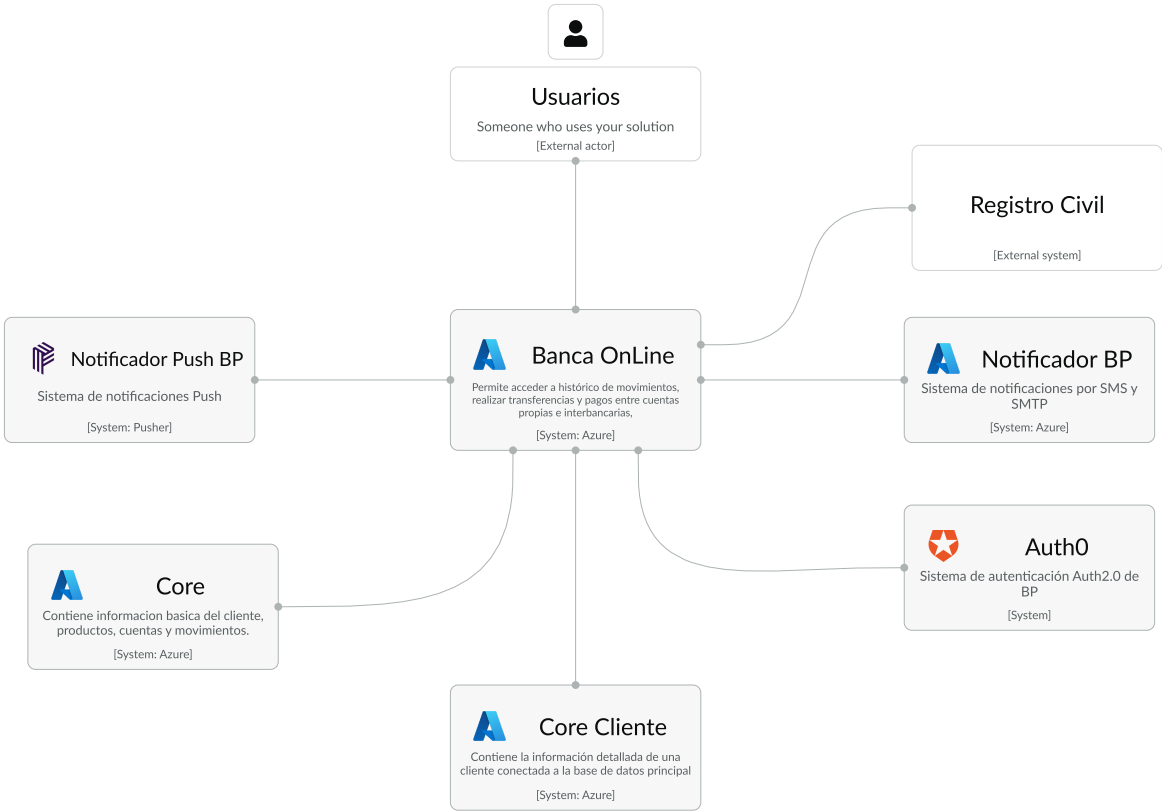 Usuarios
Someone who uses your solution
[External actor]
Registro Civil
[External system]
Notificador Push BP
Sistema de notificaciones Push
[System: Pusher]
Banca OnLine
Permite acceder a histórico de movimientos,
realizar transferencias y pagos entre cuentas
propias e interbancarias,
[System: Azure]
Notificador BP
Sistema de notificaciones por SMS y
SMTP
[System: Azure]
Core
Contiene informacion basica del cliente,
productos, cuentas y movimientos.
[System: Azure]
Auth0
Sistema de autenticación Auth2.0 de
BP
[System]
Core Cliente
Contiene la información detallada de una
cliente conectada a la base de datos principal
[System: Azure]